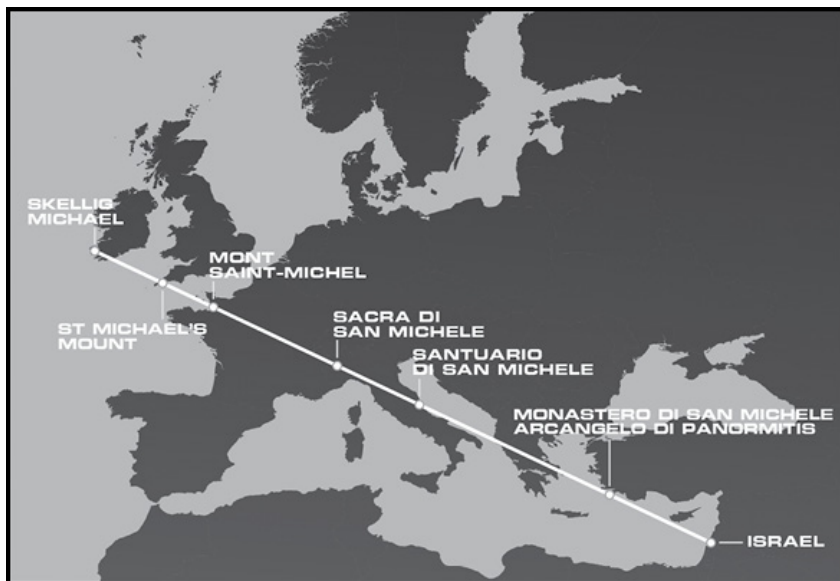 SKELLIG
MICHAEL
MONT
SAINT-MICHEL
ST MICHAEL'S
MOUNT
SACRA DI
SAN MICHELE
SANTUARIO
DI SAN MICHELE
MONASTERO DI SAN MICHELE
ARCANGELO DI PANORMITIS
ISRAEL